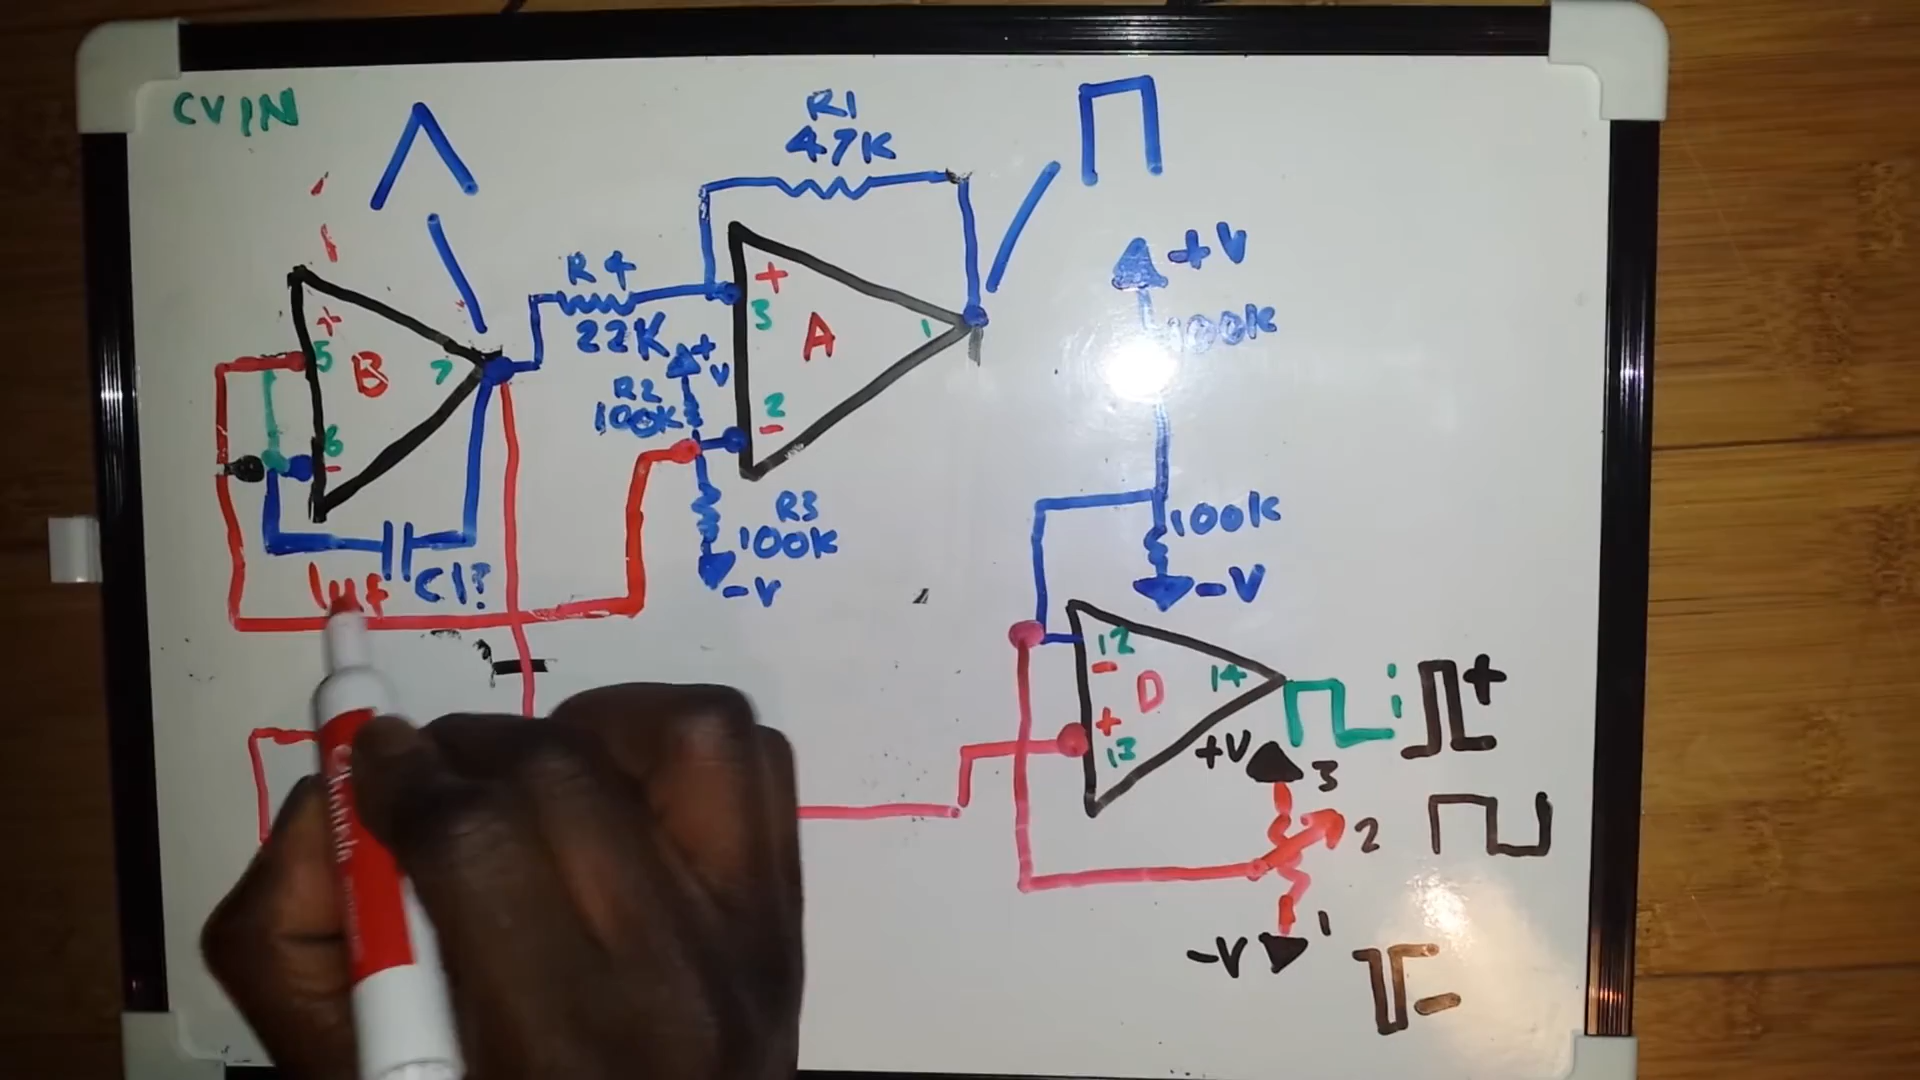 CV IN
R1
47K
+V
100K
R4
22K
+
3
A
1
+
5
B
7
6
-
+V
R2
100K
2
-
R3
100K
-V
1uf
C1?
100K
-V
12
-
D
14
+
13
+
+V
3
2
1
-V
-